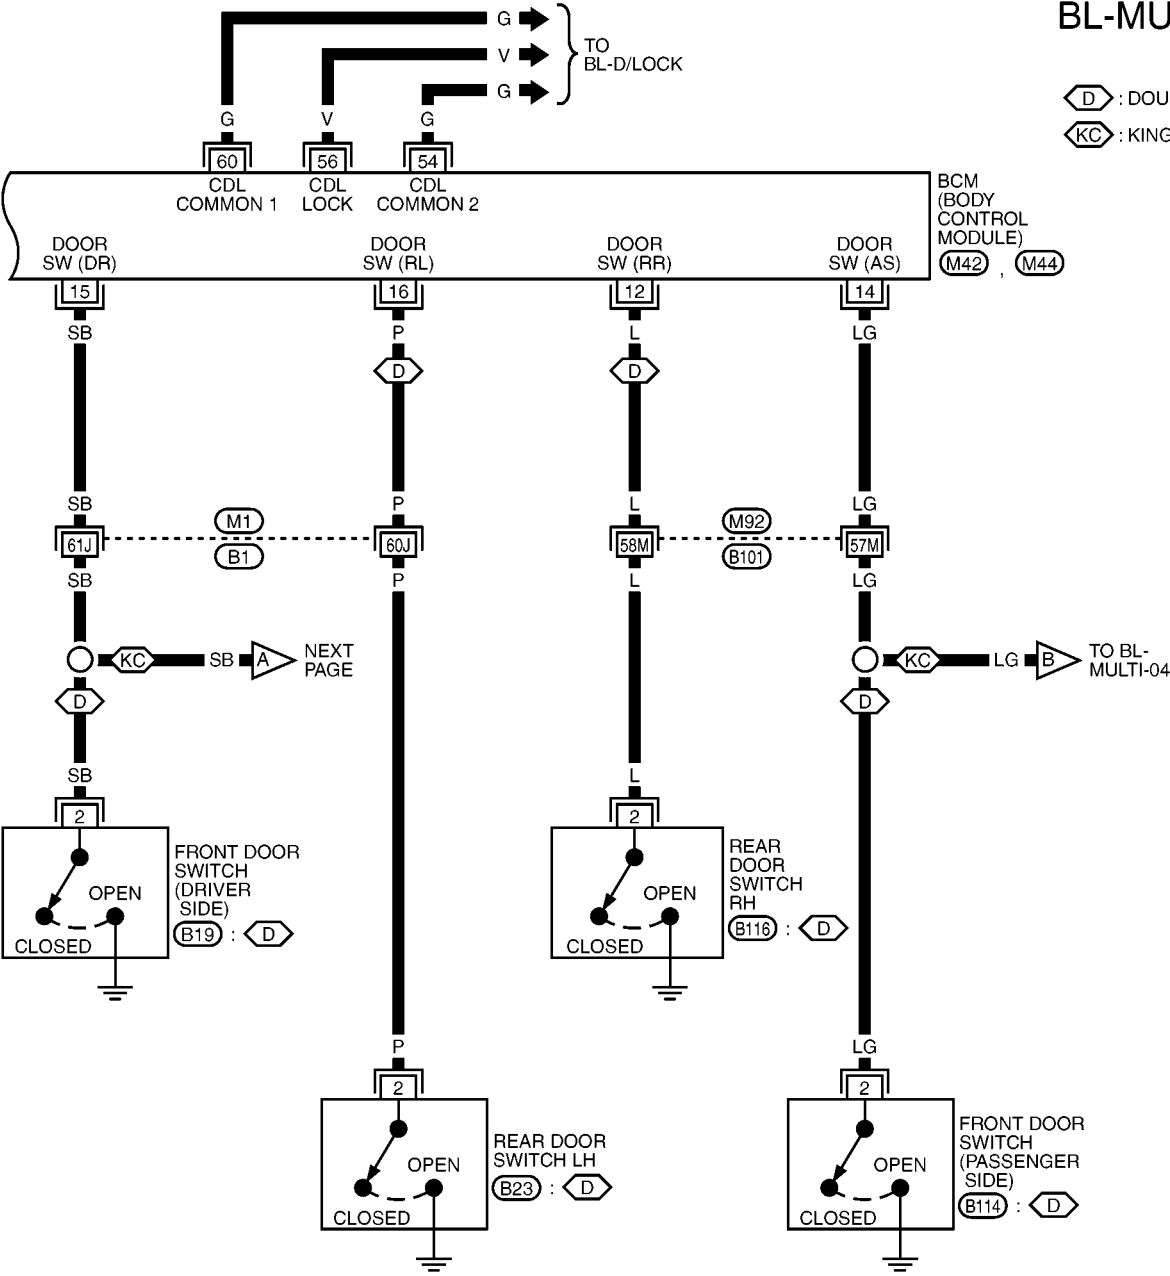 BL-MU
G
V
G
TO
BL-D/LOCK
D : DOU
KC : KING
G V G
60 56 54
CDL
COMMON 1
CDL
LOCK
CDL
COMMON 2
BCM
(BODY
CONTROL
MODULE)
M42 , M44
DOOR
SW (DR)
DOOR
SW (RL)
DOOR
SW (RR)
DOOR
SW (AS)
15 16 12 14
SB P L LG
D D
SB P L LG
M1 M92
61J 60J 58M 57M
B1 B101
SB P L LG
KC SB A NEXT
PAGE
KC LG B TO BL-
MULTI-04
D D
SB L
2 2
FRONT DOOR
SWITCH
(DRIVER
SIDE)
B19 : D
OPEN
CLOSED
REAR
DOOR
SWITCH
RH
B116 : D
OPEN
CLOSED
P LG
2 2
REAR DOOR
SWITCH LH
B23 : D
OPEN
CLOSED
FRONT DOOR
SWITCH
(PASSENGER
SIDE)
B114 : D
OPEN
CLOSED